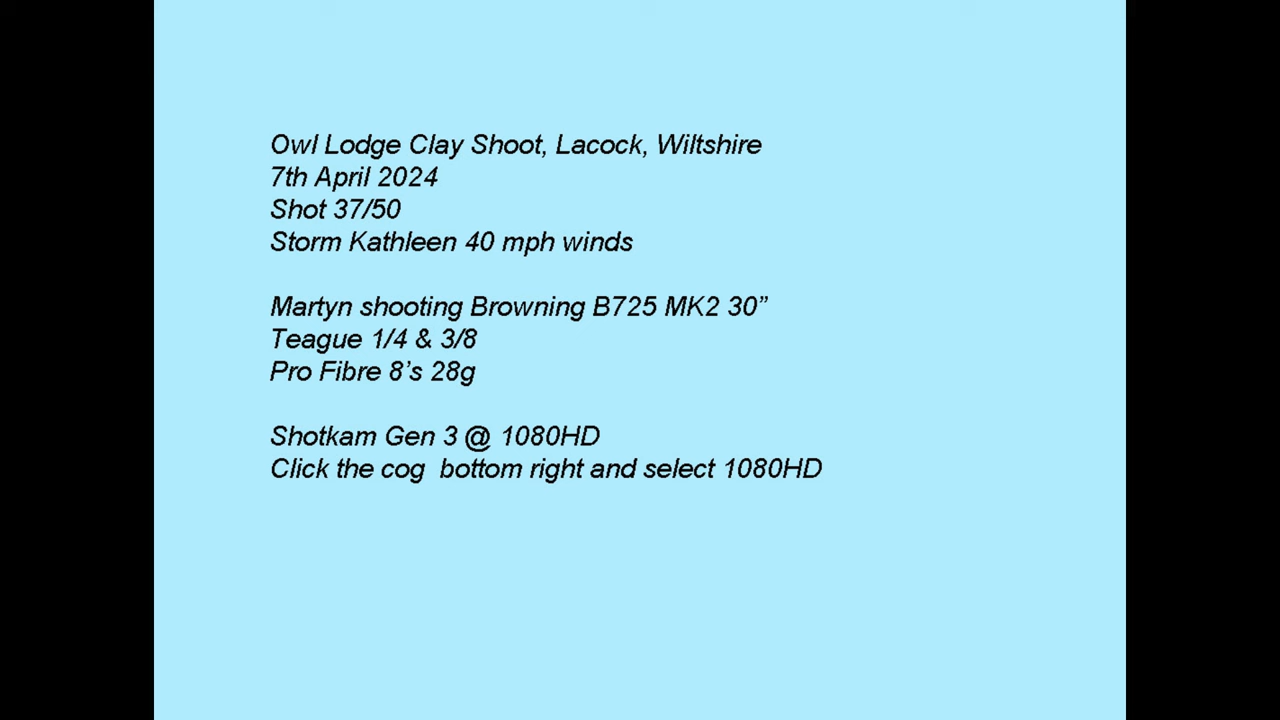 Owl Lodge Clay Shoot, Lacock, Wiltshire
7th April 2024
Shot 37/50
Storm Kathleen 40 mph winds
Martyn shooting Browning B725 MK2 30”
Teague 1/4 & 3/8
Pro Fibre 8’s 28g
Shotkam Gen 3 @ 1080HD
Click the cog  bottom right and select 1080HD